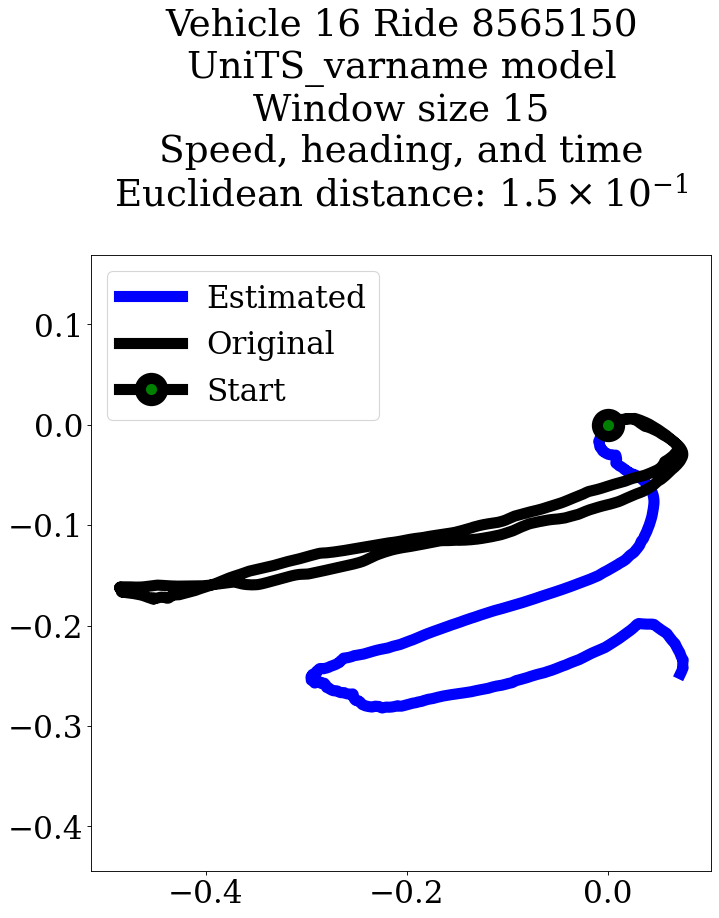 Vehicle 16 Ride 8565150
UniTS_varname model
Window size 15
Speed, heading, and time
Euclidean distance: 1.5 × 10⁻¹
Estimated
Original
Start
0.1
0.0
−0.1
−0.2
−0.3
−0.4
−0.4 −0.2 0.0